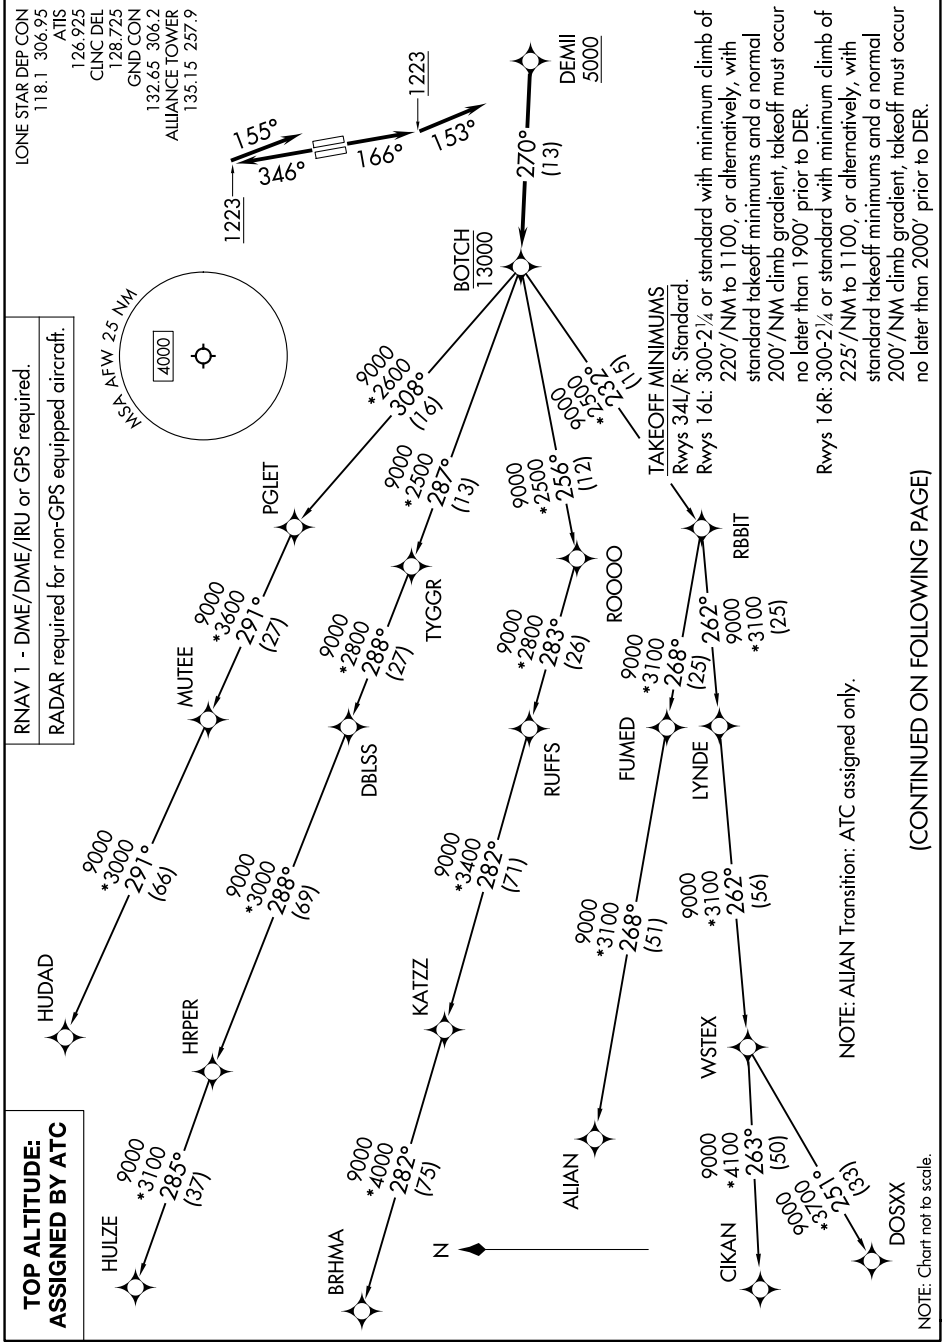 TOP ALTITUDE:
ASSIGNED BY ATC
RNAV 1 - DME/DME/IRU or GPS required.
RADAR required for non-GPS equipped aircraft.
LONE STAR DEP CON
118.1 306.95
ATIS
126.925
CLNC DEL
128.725
GND CON
132.65 306.2
ALLIANCE TOWER
135.15 257.9
MSA AFW 25 NM
4000
1223
155°
346°
166°
1223
153°
DEMII
5000
270°
(13)
BOTCH
13000
9000
*2600
308°
(16)
PGLET
9000
*3600
291°
(27)
MUTEE
9000
*3000
291°
(66)
HUDAD
9000
*2500
287°
(13)
TYGGR
9000
*2800
288°
(27)
DBLSS
9000
*3000
288°
(69)
HRPER
9000
*3100
285°
(37)
HULZE
9000
*2500
256°
(12)
ROOOO
9000
*2800
283°
(26)
RUFFS
9000
*3400
282°
(71)
KATZZ
9000
*4000
282°
(75)
BRHMA
9000
*2500
232°
(15)
RBBIT
9000
*3100
268°
(25)
FUMED
9000
*3100
268°
(51)
ALIAN
262°
9000
*3100
(25)
LYNDE
9000
*3100
262°
(56)
WSTEX
9000
*4100
263°
(50)
CIKAN
9000
*3700
251°
(33)
DOSXX
N
TAKEOFF MINIMUMS
Rwys 34L/R: Standard.
Rwys 16L: 300-2¼ or standard with minimum climb of
220'/NM to 1100, or alternatively, with
standard takeoff minimums and a normal
200'/NM climb gradient, takeoff must occur
no later than 1900' prior to DER.
Rwys 16R: 300-2¼ or standard with minimum climb of
225'/NM to 1100, or alternatively, with
standard takeoff minimums and a normal
200'/NM climb gradient, takeoff must occur
no later than 2000' prior to DER.
NOTE: ALIAN Transition: ATC assigned only.
(CONTINUED ON FOLLOWING PAGE)
NOTE: Chart not to scale.